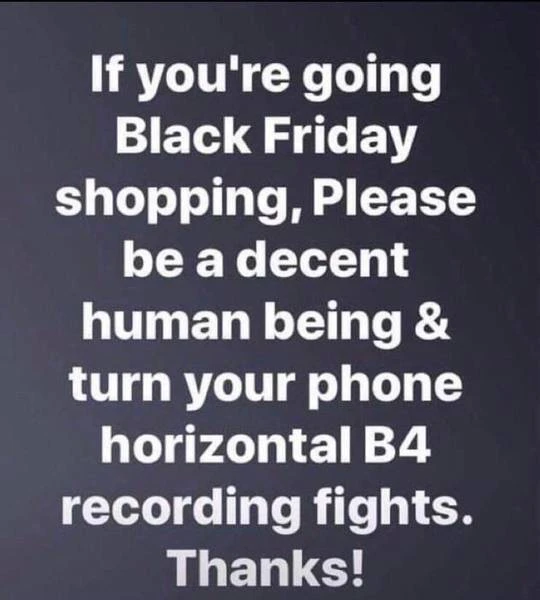 If you're going
Black Friday
shopping, Please
be a decent
human being &
turn your phone
horizontal B4
recording fights.
Thanks!